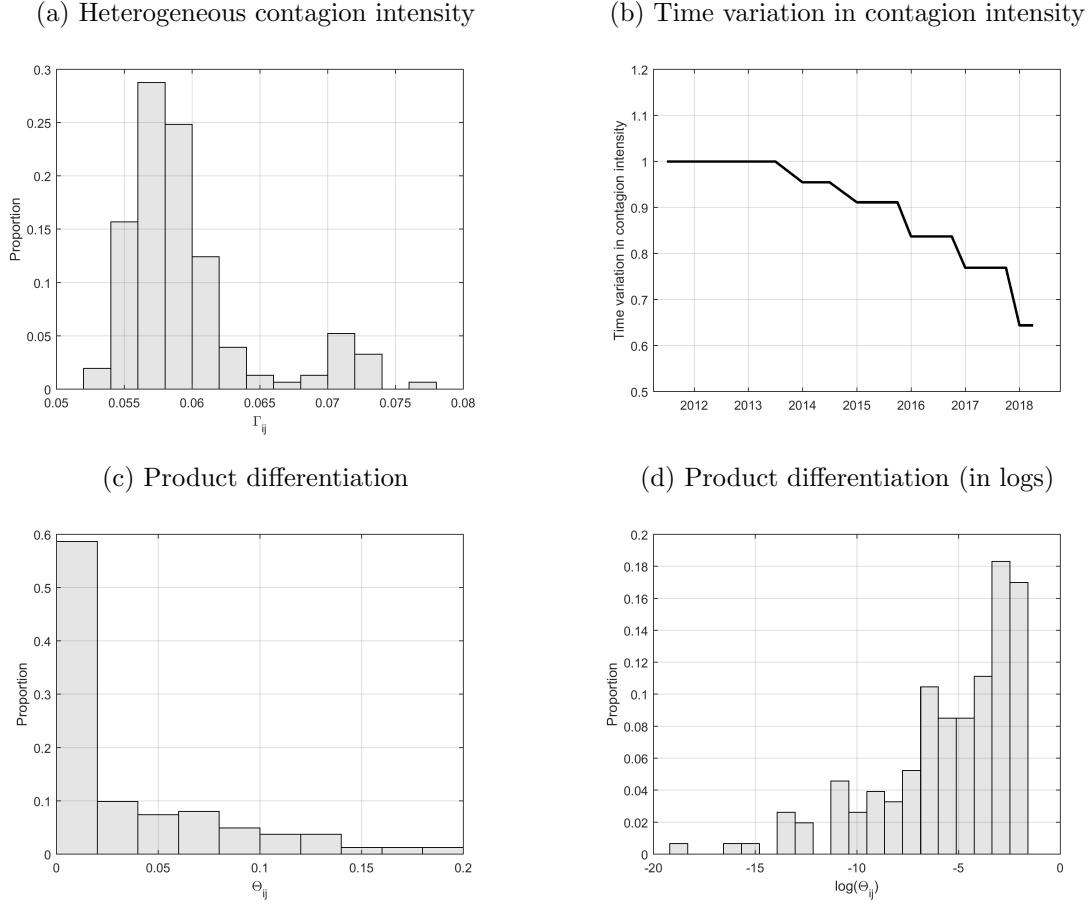 (a) Heterogeneous contagion intensity
0.3
0.25
0.2
0.15
0.1
0.05
0
Proportion
0.05 0.055 0.06 0.065 0.07 0.075 0.08
Γij
(b) Time variation in contagion intensity
1.2
1.1
1
0.9
0.8
0.7
0.6
0.5
Time variation in contagion intensity
2012 2013 2014 2015 2016 2017 2018
(c) Product differentiation
0.6
0.5
0.4
0.3
0.2
0.1
0
Proportion
0 0.05 0.1 0.15 0.2
Θij
(d) Product differentiation (in logs)
0.2
0.18
0.16
0.14
0.12
0.1
0.08
0.06
0.04
0.02
0
Proportion
-20 -15 -10 -5 0
log(Θij)